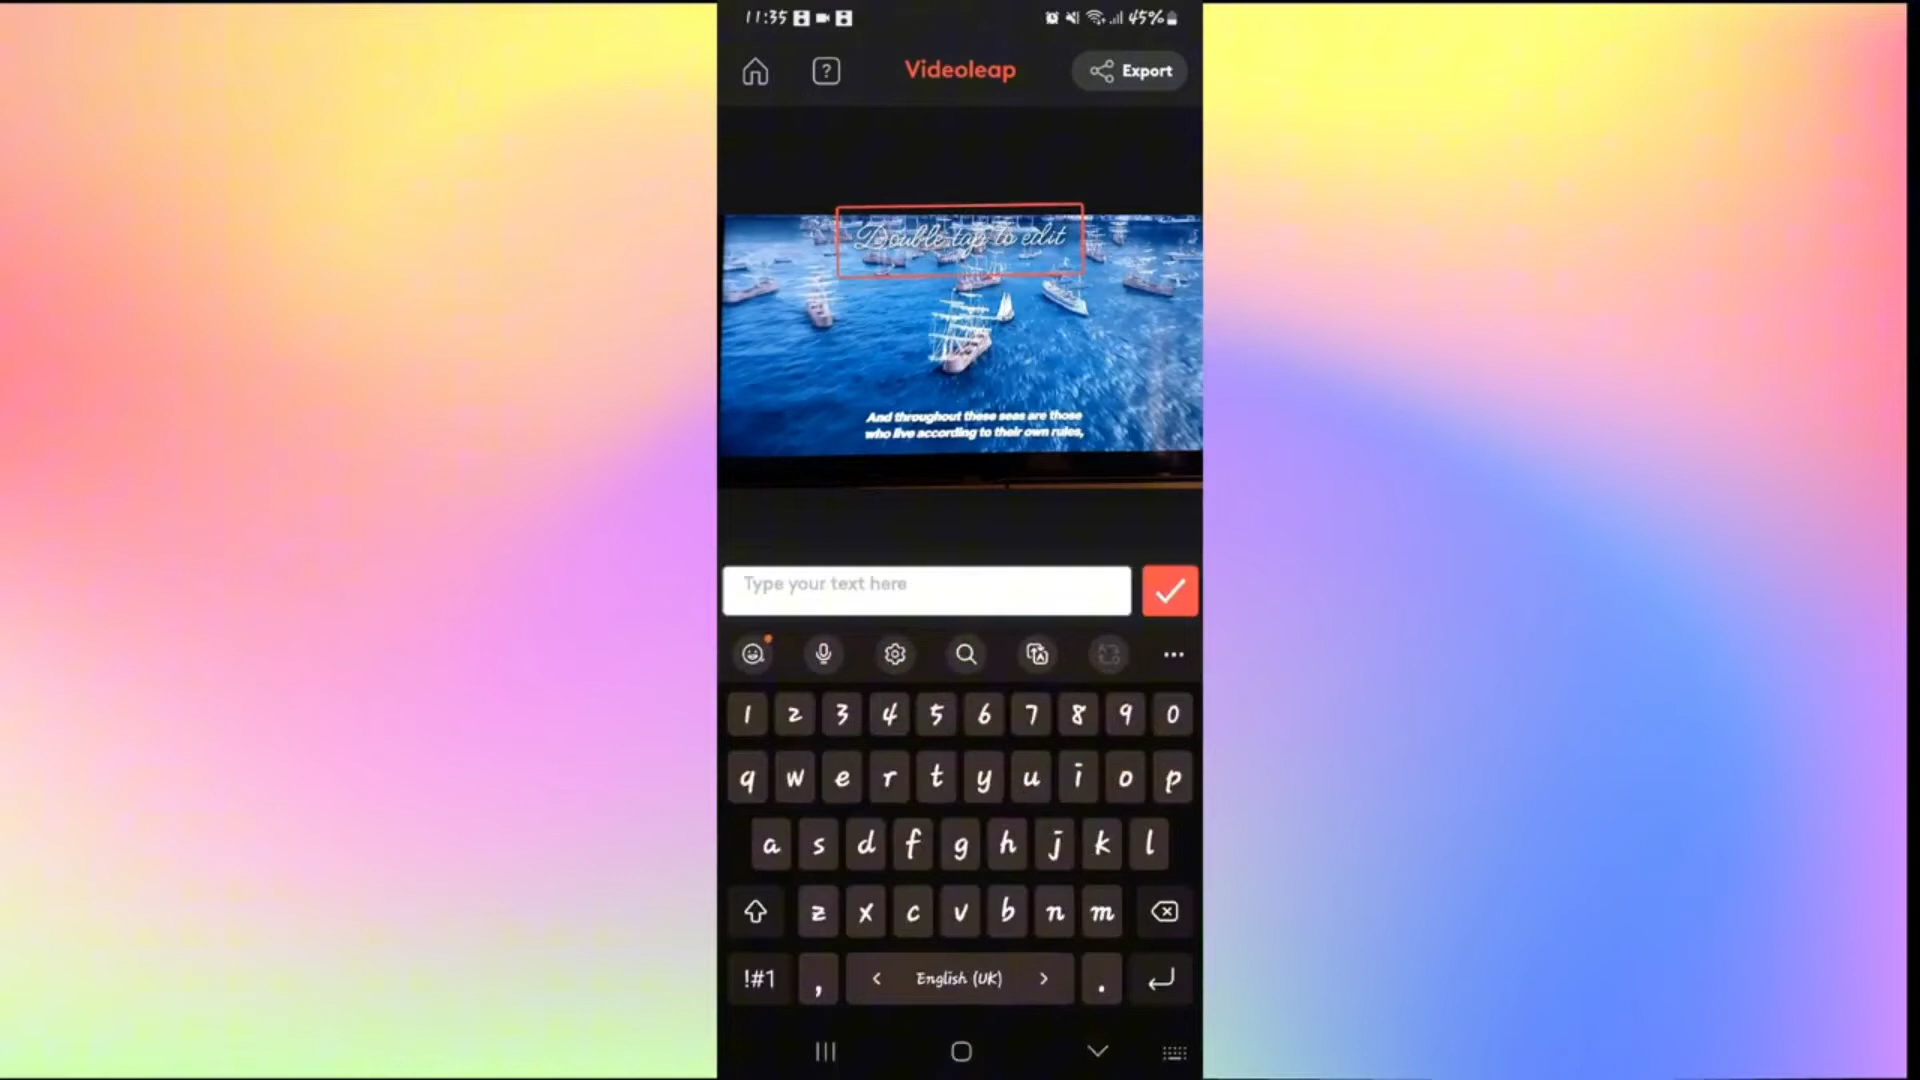 11:35 45%
? Videoleap Export
Double tap to edit
And throughout these seas are those
who live according to their own rules,
Type your text here
1 2 3 4 5 6 7 8 9 0
q w e r t y u i o p
a s d f g h j k l
z x c v b n m
!#1 , < English (UK) > .